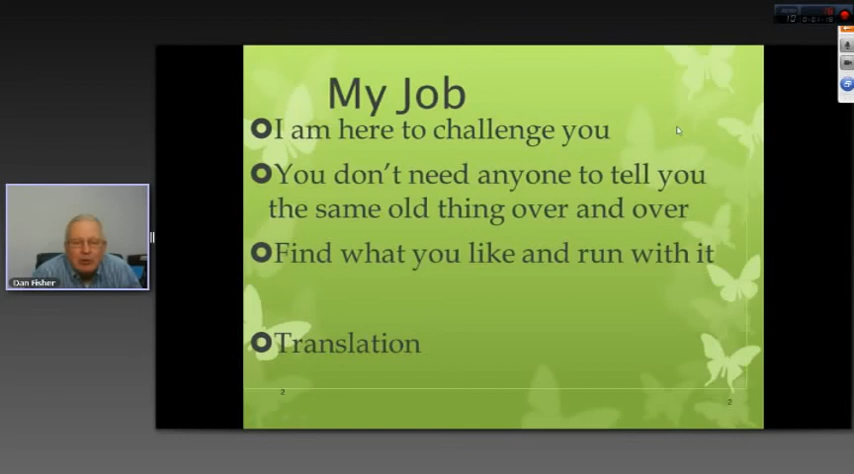 My Job
I am here to challenge you
You don't need anyone to tell you
the same old thing over and over
Find what you like and run with it
Translation
2
2
Dan Fisher